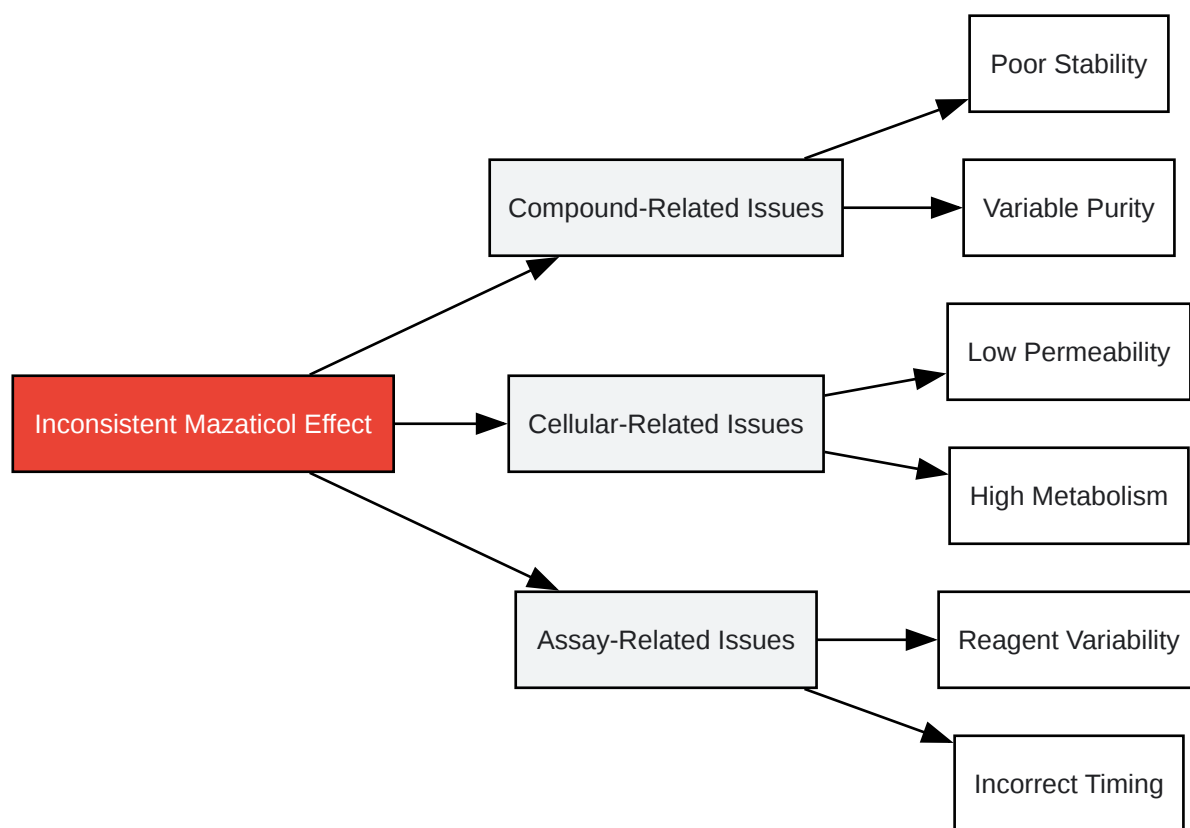 Poor Stability
Compound-Related Issues
Variable Purity
Low Permeability
Inconsistent Mazaticol Effect
Cellular-Related Issues
High Metabolism
Assay-Related Issues
Reagent Variability
Incorrect Timing